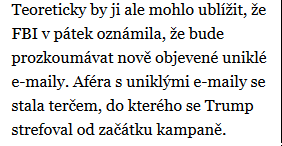 Teoreticky by ji ale mohlo ublížit, že
FBI v pátek oznámila, že bude
prozkoumávat nově objevené uniklé
e-maily. Aféra s uniklými e-maily se
stala terčem, do kterého se Trump
strefoval od začátku kampaně.